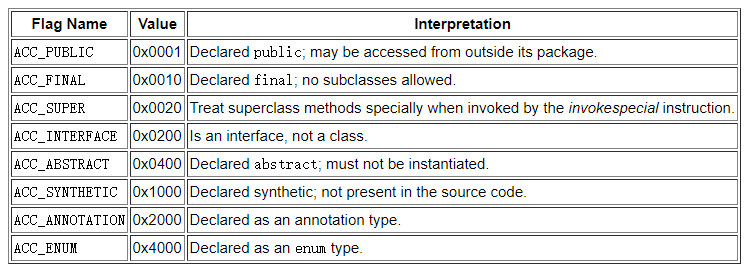 Flag Name Value Interpretation
ACC_PUBLIC 0x0001 Declared public; may be accessed from outside its package.
ACC_FINAL 0x0010 Declared final; no subclasses allowed.
ACC_SUPER 0x0020 Treat superclass methods specially when invoked by the invokespecial instruction.
ACC_INTERFACE 0x0200 Is an interface, not a class.
ACC_ABSTRACT 0x0400 Declared abstract; must not be instantiated.
ACC_SYNTHETIC 0x1000 Declared synthetic; not present in the source code.
ACC_ANNOTATION 0x2000 Declared as an annotation type.
ACC_ENUM 0x4000 Declared as an enum type.